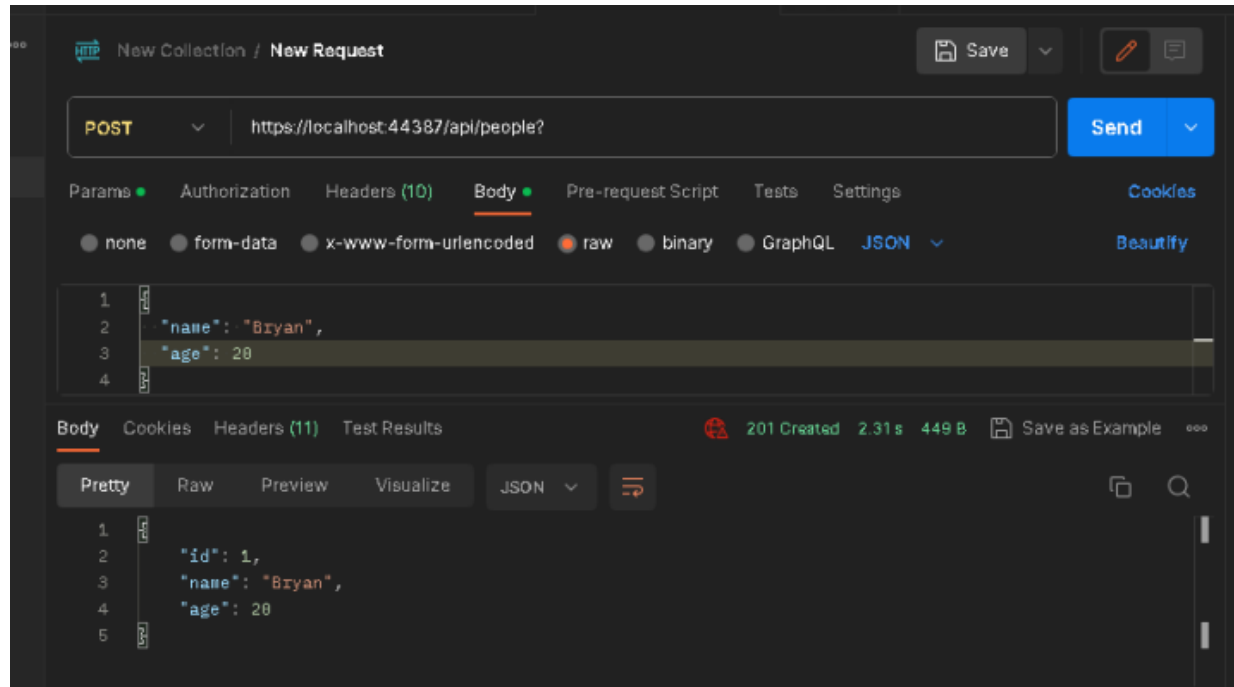 HTTP New Collection / New Request Save
POST https://localhost:44387/api/people? Send
Params Authorization Headers (10) Body Pre-request Script Tests Settings Cookies
none form-data x-www-form-urlencoded raw binary GraphQL JSON Beautify
1 {
2 "name": "Bryan",
3 "age": 20
4 }
Body Cookies Headers (11) Test Results 201 Created 2.31 s 449 B Save as Example
Pretty Raw Preview Visualize JSON
1 {
2 "id": 1,
3 "name": "Bryan",
4 "age": 20
5 }